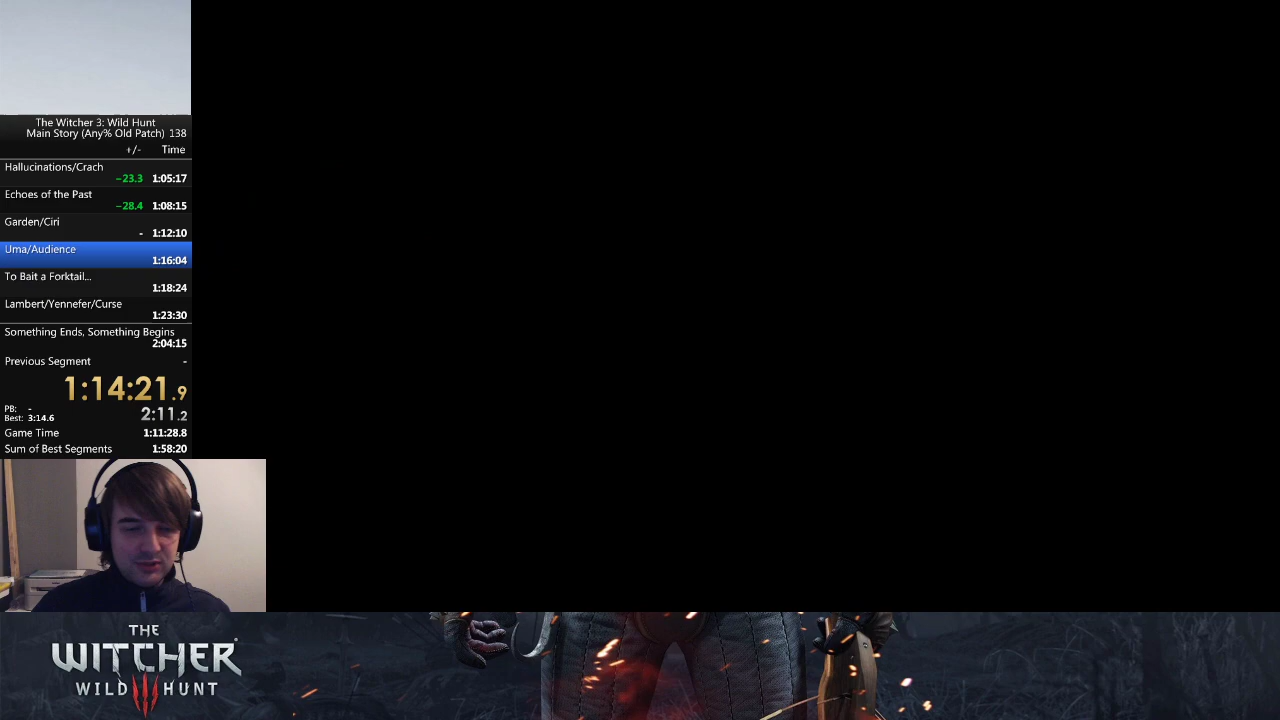 The Witcher 3: Wild Hunt
Main Story (Any% Old Patch) 138
+/- Time
Hallucinations/Crach
−23.3 1:05:17
Echoes of the Past
−28.4 1:08:15
Garden/Ciri
- 1:12:10
Uma/Audience
1:16:04
To Bait a Forktail...
1:18:24
Lambert/Yennefer/Curse
1:23:30
Something Ends, Something Begins
2:04:15
Previous Segment -
1:14:21.9
PB: -
Best: 3:14.6
2:11.2
Game Time 1:11:28.8
Sum of Best Segments 1:58:20
THE
WITCHER
WILD HUNT